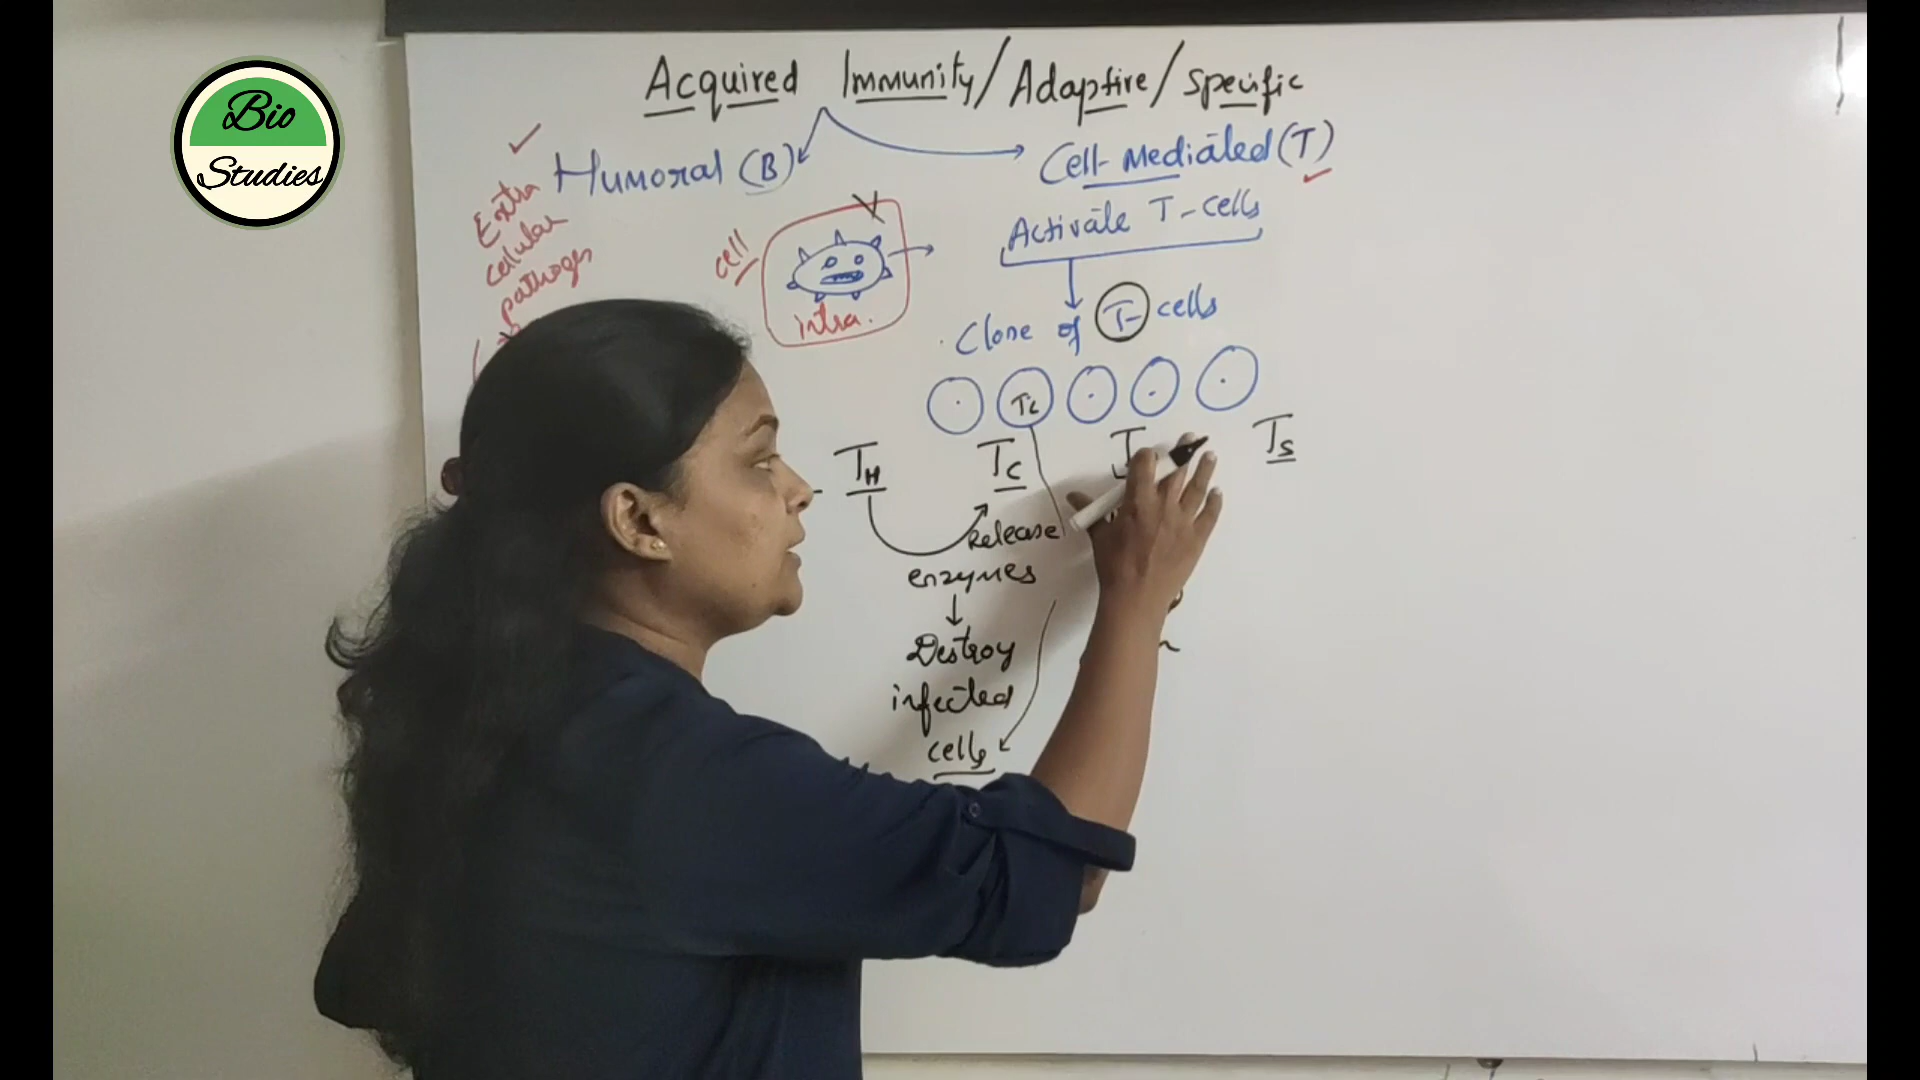 Bio
Studies
Acquired Immunity/Adaptive/Specific
Humoral (B)
Cell-Mediated (T)
Extra
cellular
pathogens
cell
intra.
Activate T-cells
Clone of T- cells
Tc
TH
Tc
Ts
Release
enzymes
Destroy
infected
cells